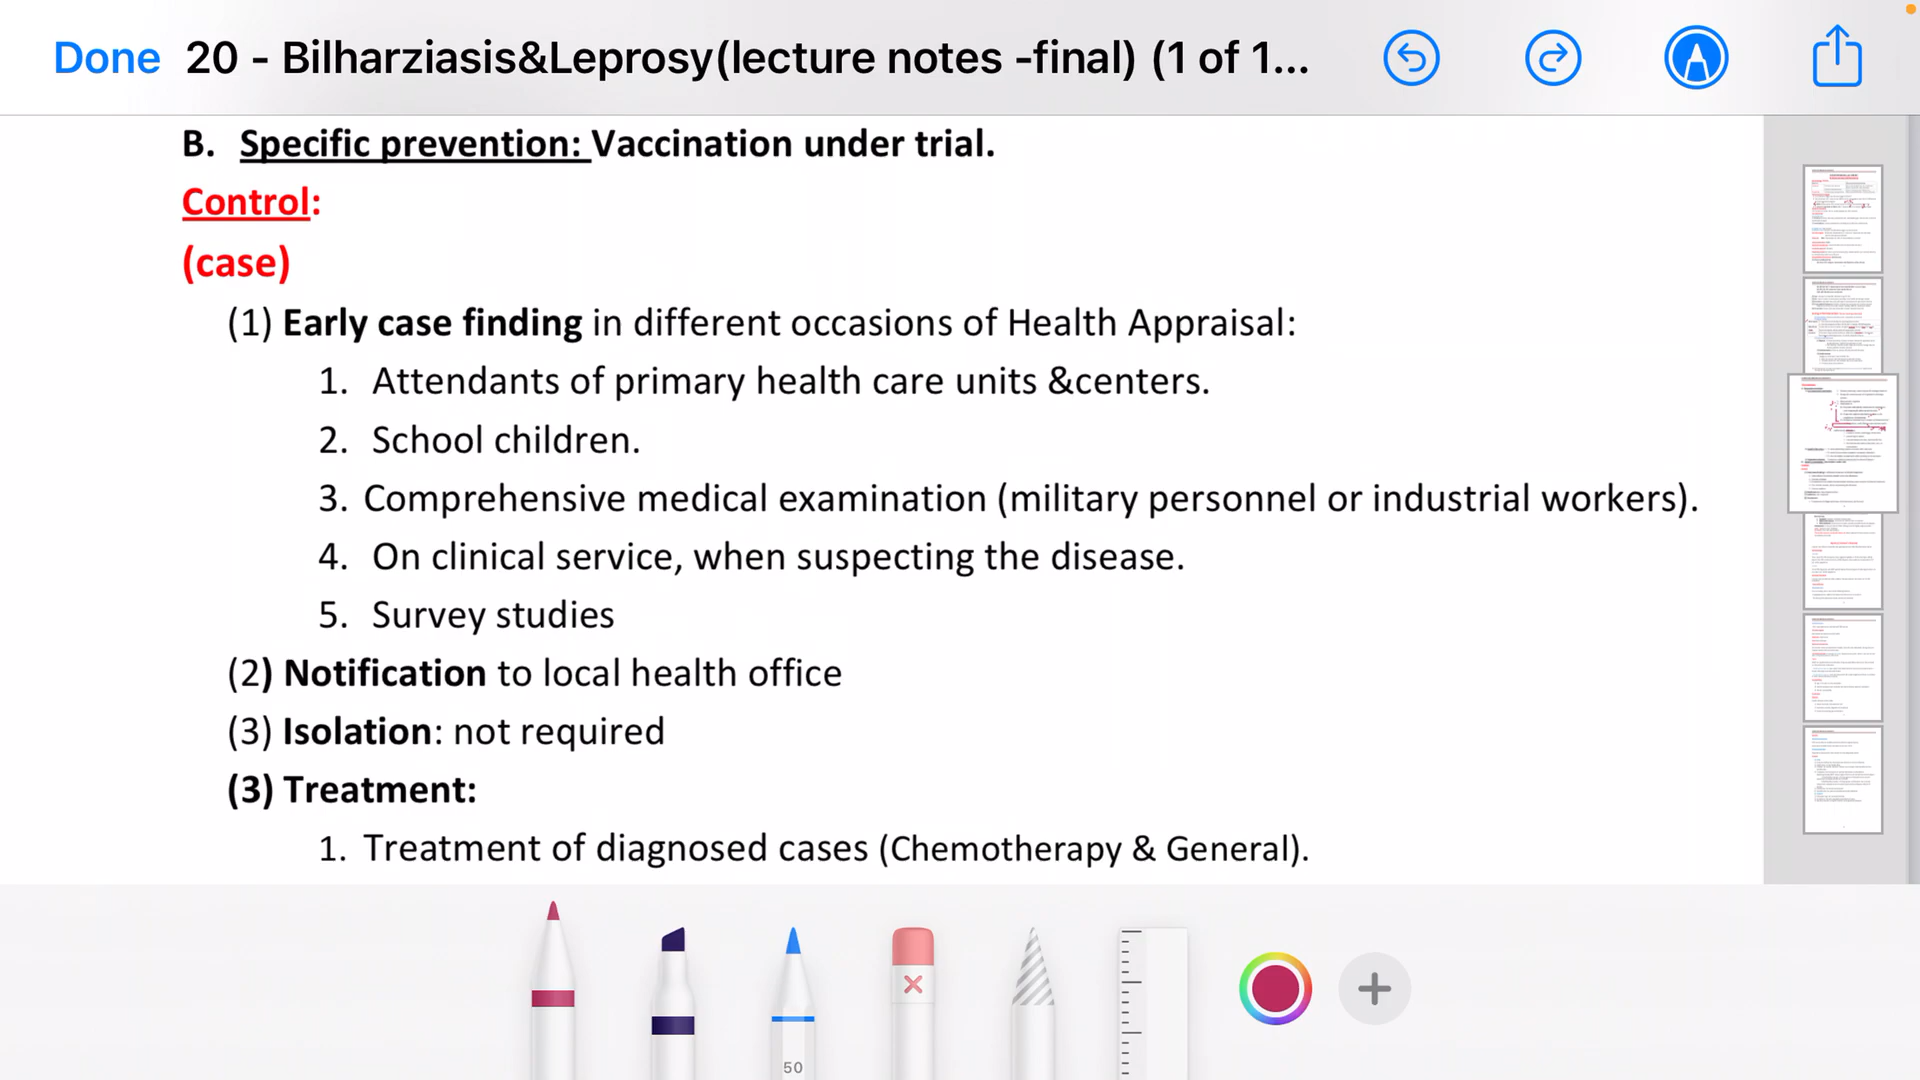 Done 20 - Bilharziasis&Leprosy(lecture notes -final) (1 of 1...
B. Specific prevention: Vaccination under trial.
Control:
(case)
(1) Early case finding in different occasions of Health Appraisal:
1. Attendants of primary health care units &centers.
2. School children.
3. Comprehensive medical examination (military personnel or industrial workers).
4. On clinical service, when suspecting the disease.
5. Survey studies
(2) Notification to local health office
(3) Isolation: not required
(3) Treatment:
1. Treatment of diagnosed cases (Chemotherapy & General).
50